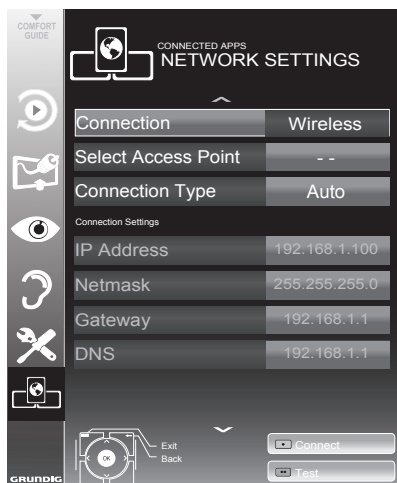 COMFORT
GUIDE
CONNECTED APPS
NETWORK SETTINGS
Connection Wireless
Select Access Point - -
Connection Type Auto
Connection Settings
IP Address 192.168.1.100
Netmask 255.255.255.0
Gateway 192.168.1.1
DNS 192.168.1.1
OK
Exit
Back
Connect
Test
GRUNDIG